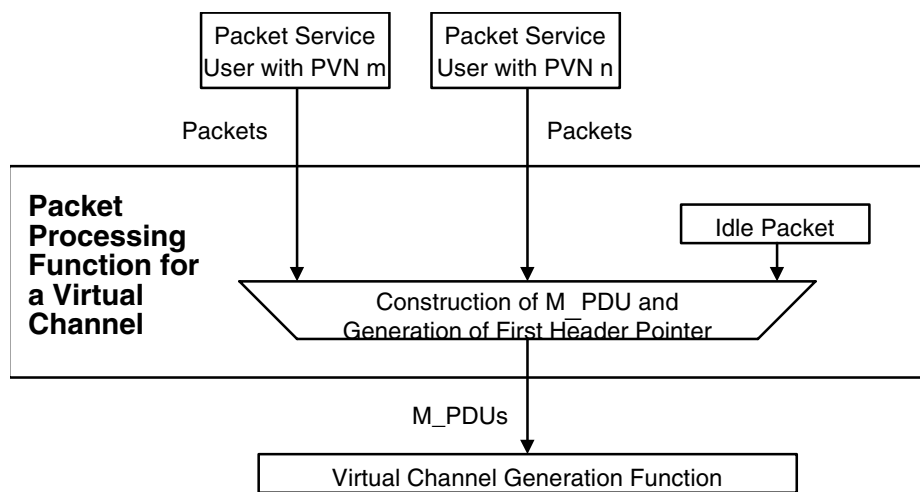 Packet Service
User with PVN m
Packet Service
User with PVN n
Packets
Packets
Packet
Processing
Function for
a Virtual
Channel
Idle Packet
Construction of M_PDU and
Generation of First Header Pointer
M_PDUs
Virtual Channel Generation Function